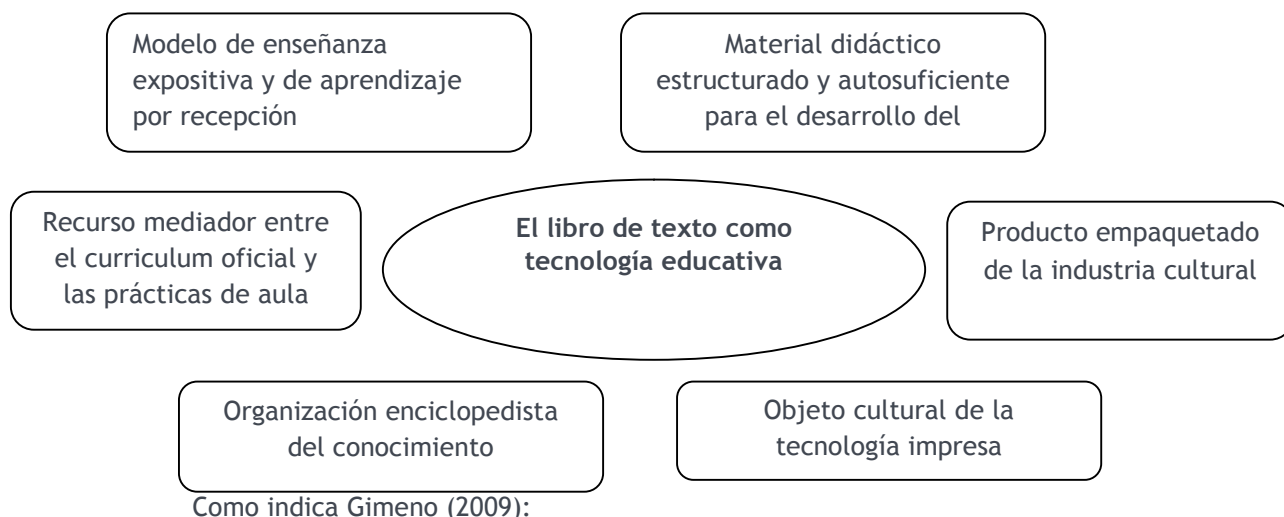 Modelo de enseñanza
expositiva y de aprendizaje
por recepción
Material didáctico
estructurado y autosuficiente
para el desarrollo del
Recurso mediador entre
el curriculum oficial y
las prácticas de aula
El libro de texto como
tecnología educativa
Producto empaquetado
de la industria cultural
Organización enciclopedista
del conocimiento
Objeto cultural de la
tecnología impresa
Como indica Gimeno (2009):